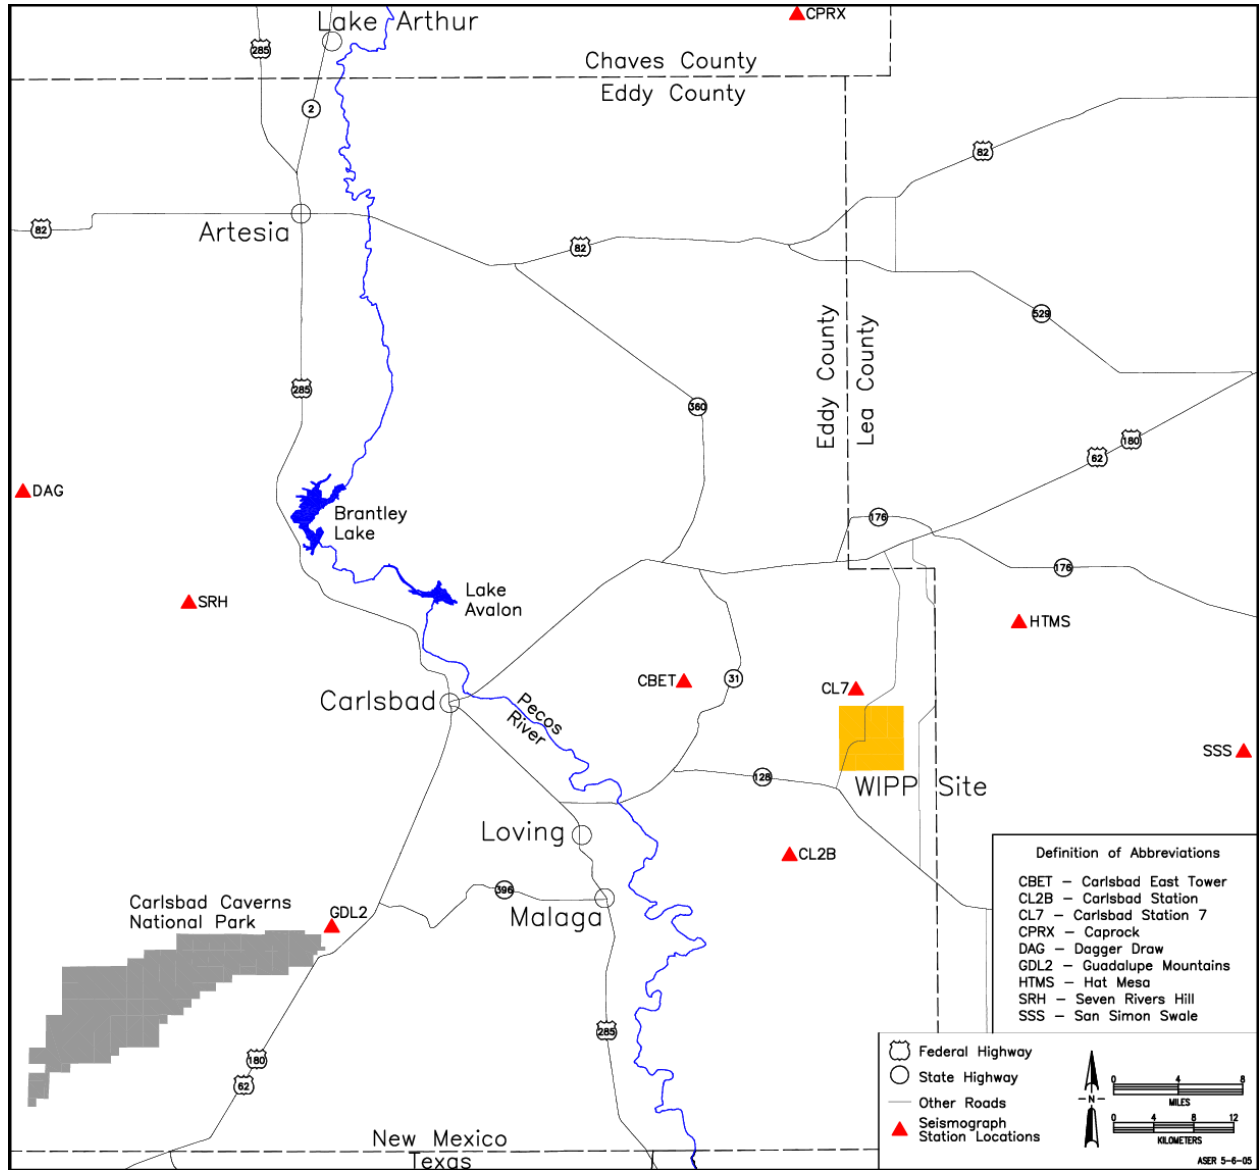 Lake Arthur
CPRX
285
Chaves County
Eddy County
2
82
Artesia
82
82
529
Eddy County
Lea County
285
360
180
62
DAG
Brantley
Lake
176
176
Lake
Avalon
SRH
HTMS
CBET
31
CL7
Carlsbad
Pecos
River
SSS
128
WIPP Site
Loving
CL2B
396
Malaga
Carlsbad Caverns
National Park
GDL2
285
180
62
New Mexico
Texas
Definition of Abbreviations
CBET – Carlsbad East Tower
CL2B – Carlsbad Station
CL7 – Carlsbad Station 7
CPRX – Caprock
DAG – Dagger Draw
GDL2 – Guadalupe Mountains
HTMS – Hat Mesa
SRH – Seven Rivers Hill
SSS – San Simon Swale
Federal Highway
State Highway
Other Roads
Seismograph
Station Locations
N
0 4 8
MILES
0 4 8 12
KILOMETERS
ASER 5-6-05